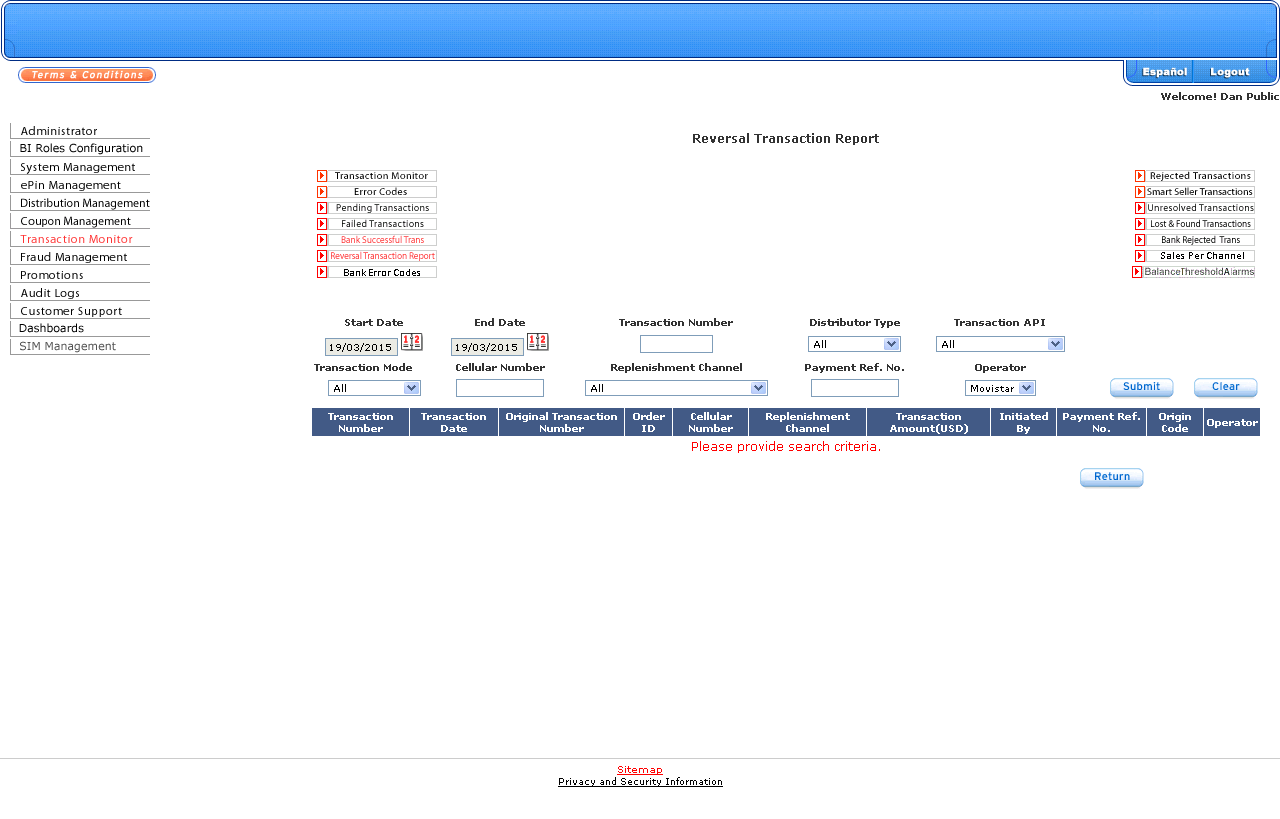 Terms & Conditions
Español Logout
Welcome! Dan Public
Administrator
BI Roles Configuration
System Management
ePin Management
Distribution Management
Coupon Management
Transaction Monitor
Fraud Management
Promotions
Audit Logs
Customer Support
Dashboards
SIM Management
Reversal Transaction Report
Transaction Monitor
Error Codes
Pending Transactions
Failed Transactions
Bank Successful Trans
Reversal Transaction Report
Bank Error Codes
Rejected Transactions
Smart Seller Transactions
Unresolved Transactions
Lost & Found Transactions
Bank Rejected Trans
Sales Per Channel
BalanceThresholdAlarms
Start Date End Date Transaction Number Distributor Type Transaction API
19/03/2015 12 19/03/2015 12 All All
Transaction Mode Cellular Number Replenishment Channel Payment Ref. No. Operator
All All Movistar Submit Clear
Transaction Transaction Original Transaction Order Cellular Replenishment Transaction Initiated Payment Ref. Origin Operator
Number Date Number ID Number Channel Amount(USD) By No. Code
Please provide search criteria.
Return
Sitemap
Privacy and Security Information